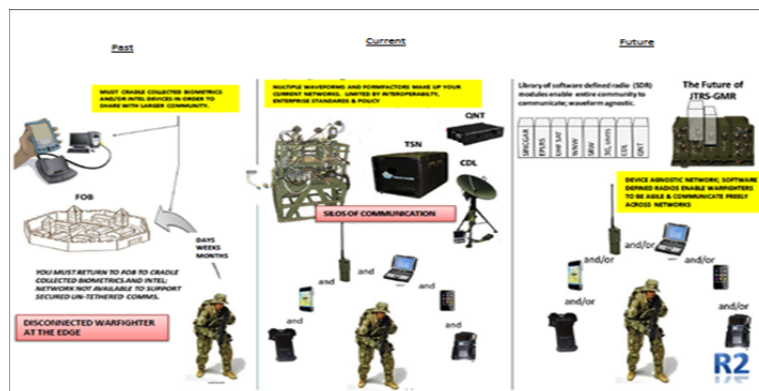 Past
MUST CRADLE COLLECTED BIOMETRICS
AND/OR INTEL DEVICES IN ORDER TO
SHARE WITH LARGER COMMUNITY.
FOB
DAYS
WEEKS
MONTHS
YOU MUST RETURN TO FOB TO CRADLE
COLLECTED BIOMETRICS AND INTEL;
NETWORK NOT AVAILABLE TO SUPPORT
SECURED UN-TETHERED COMMS.
DISCONNECTED WARFIGHTER
AT THE EDGE
Current
MULTIPLE WAVEFORMS AND FORMFACTORS MAKE UP YOUR
CURRENT NETWORKS. LIMITED BY INTEROPERABILTY,
ENTERPRISE STANDARDS & POLICY
QNT
TSN
CDL
SILOS OF COMMUNICATION
and
and
and
and
and
Future
Library of software defined radio (SDR)
modules enable entire community to
communicate; waveform agnostic.
The Future of
JTRS-GMR
SINCGAR
EPLRS
UHF SAT
WNW
SRW
3G, UHTS
CDL
QNT
DEVICE AGNOSTIC NETWORK; SOFTWARE
DEFINED RADIOS ENABLE WARFIGHTERS
TO BE AGILE & COMMUNICATE FREELY
ACROSS NETWORKS
and/or
and/or
and/or
and/or
and/or
R2